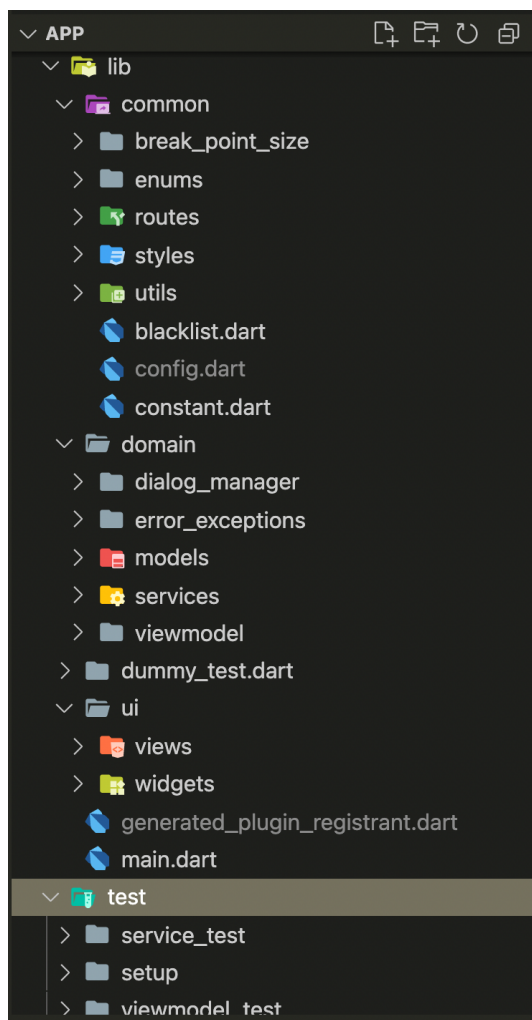 APP
lib
common
break_point_size
enums
routes
styles
utils
blacklist.dart
config.dart
constant.dart
domain
dialog_manager
error_exceptions
models
services
viewmodel
dummy_test.dart
ui
views
widgets
generated_plugin_registrant.dart
main.dart
test
service_test
setup
viewmodel_test